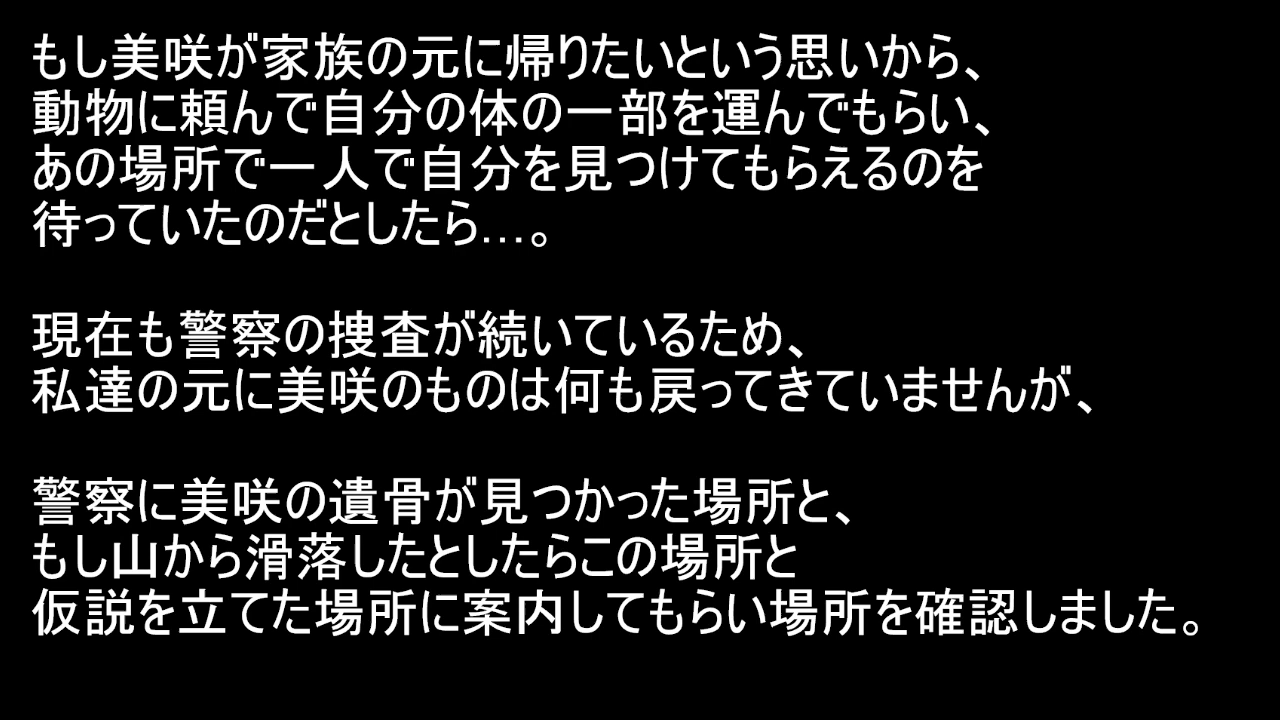 もし美咲が家族の元に帰りたいという思いから、
動物に頼んで自分の体の一部を運んでもらい、
あの場所で一人で自分を見つけてもらえるのを
待っていたのだとしたら…。
現在も警察の捜査が続いているため、
私達の元に美咲のものは何も戻ってきていませんが、
警察に美咲の遺骨が見つかった場所と、
もし山から滑落したとしたらこの場所と
仮説を立てた場所に案内してもらい場所を確認しました。